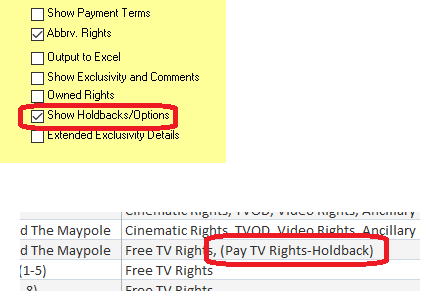 Show Payment Terms
Abbrv. Rights
Output to Excel
Show Exclusivity and Comments
Owned Rights
Show Holdbacks/Options
Extended Exclusivity Details
Cinematic Rights, TVOD, Video Rights, Ancillary
d The Maypole Cinematic Rights, TVOD, Video Rights, Ancillary
d The Maypole Free TV Rights, (Pay TV Rights-Holdback)
(1-5) Free TV Rights
8) Free TV Rights